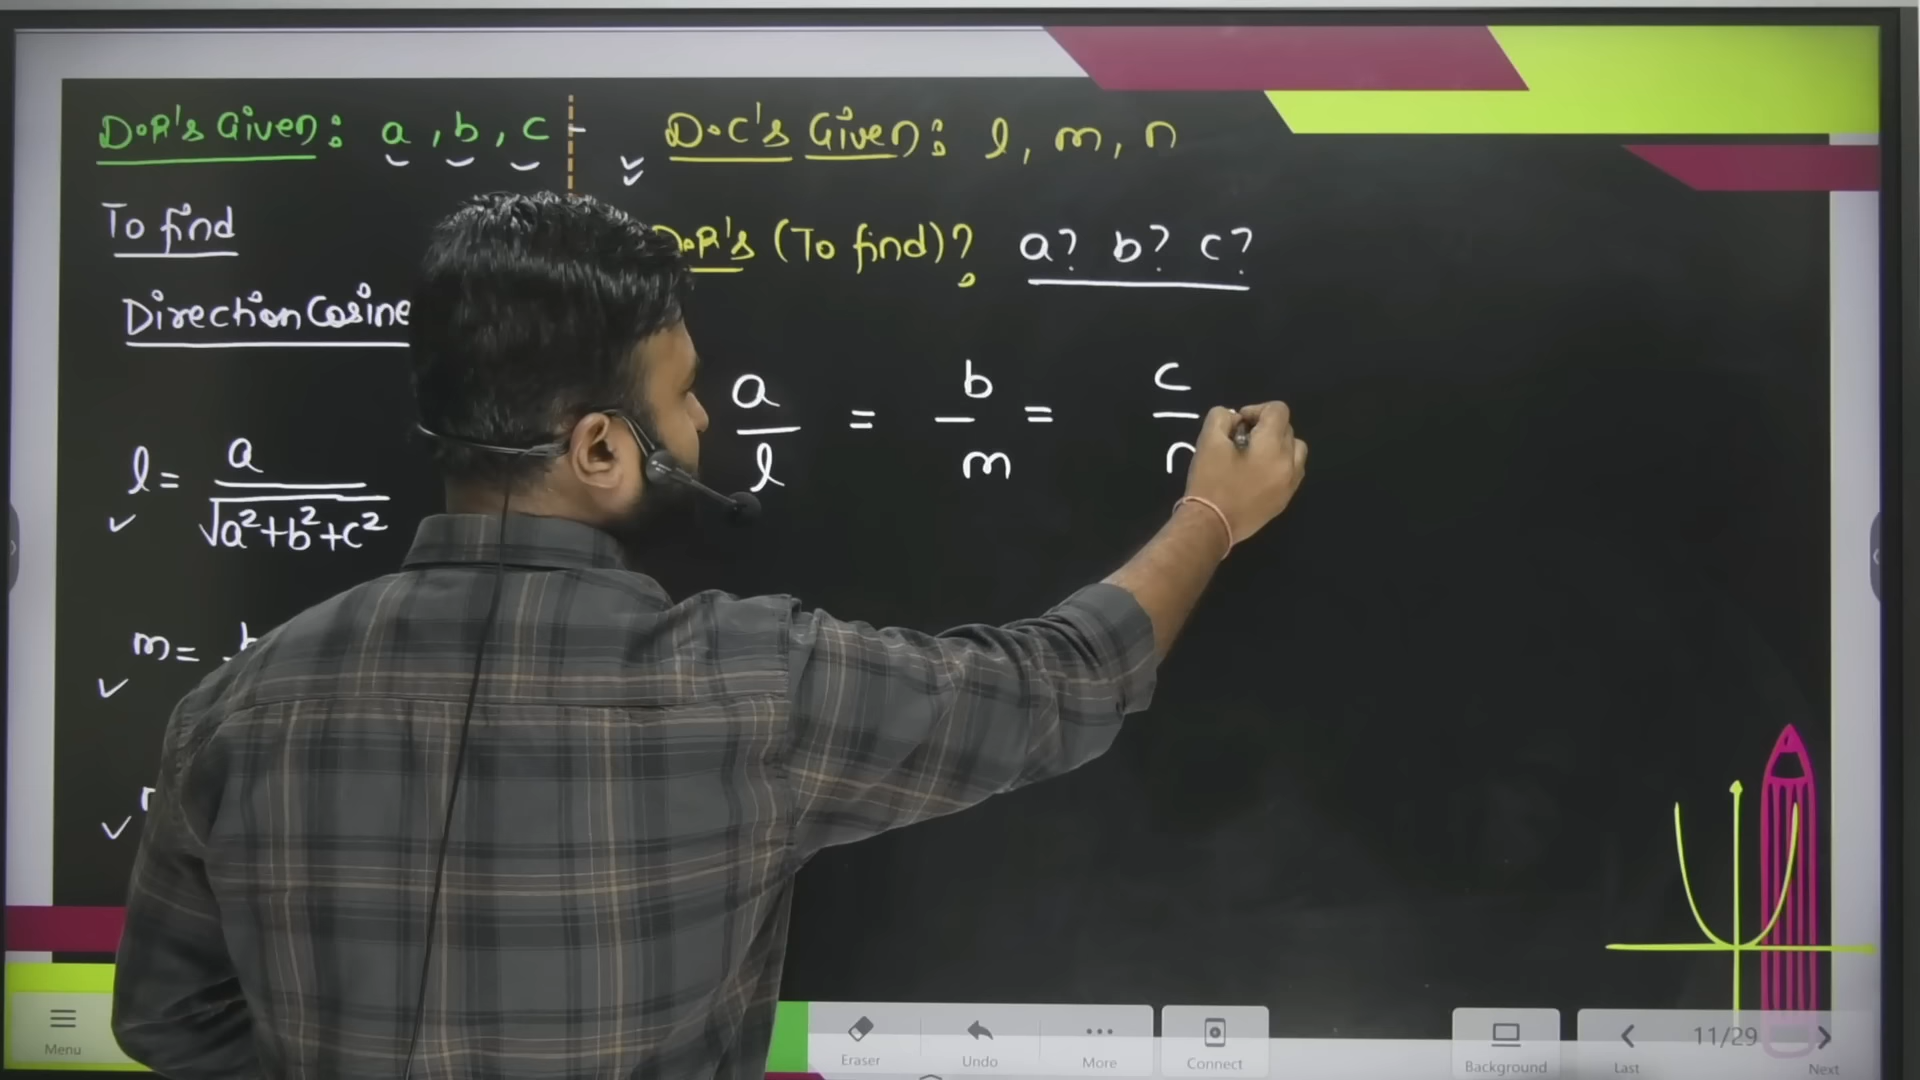 D.R's Given: a, b, c
To find
Direction Cosine
l = a / √a²+b²+c²
m = b
D.C's Given: l, m, n
D.R's (To find)? a? b? c?
a/l = b/m = c/n
Menu
Eraser
Undo
More
Connect
Background
Last
11/29
Next